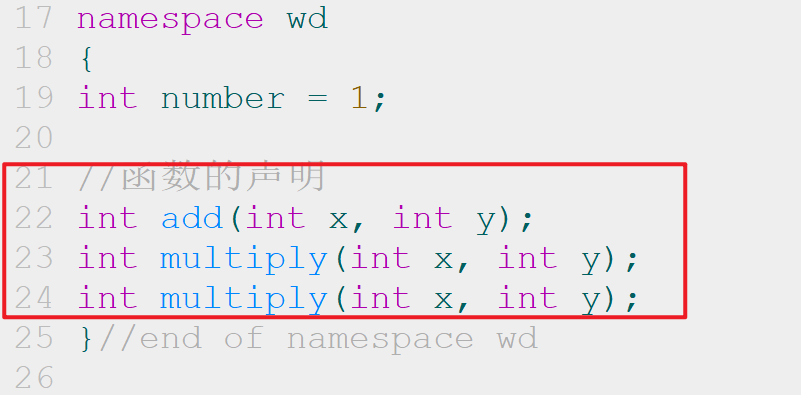 17 namespace wd
18 {
19 int number = 1;
20
21 //函数的声明
22 int add(int x, int y);
23 int multiply(int x, int y);
24 int multiply(int x, int y);
25 }//end of namespace wd
26